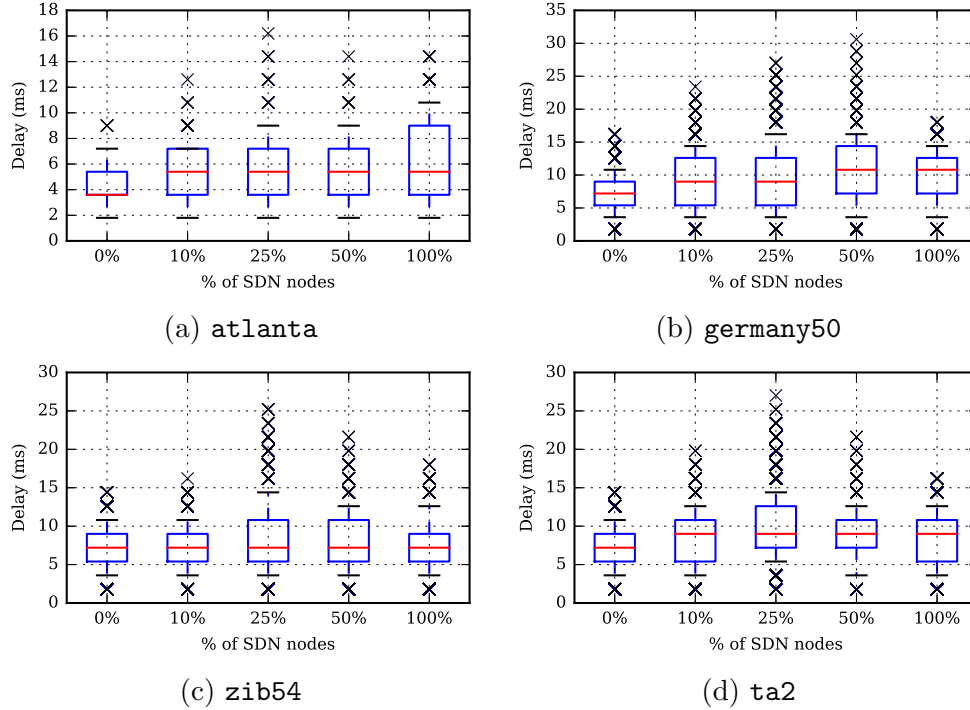 18
16
14
12
10
8
6
4
2
0
Delay (ms)
0% 10% 25% 50% 100%
% of SDN nodes
(a) atlanta
35
30
25
20
15
10
5
0
Delay (ms)
0% 10% 25% 50% 100%
% of SDN nodes
(b) germany50
30
25
20
15
10
5
0
Delay (ms)
0% 10% 25% 50% 100%
% of SDN nodes
(c) zib54
30
25
20
15
10
5
0
Delay (ms)
0% 10% 25% 50% 100%
% of SDN nodes
(d) ta2